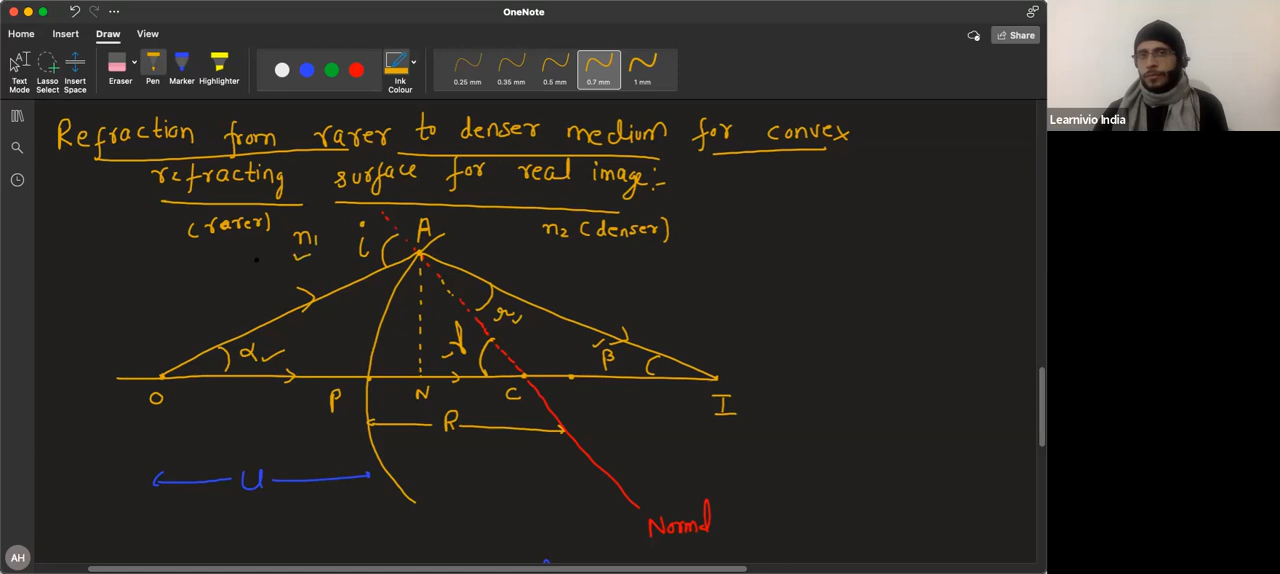 OneNote
Home Insert Draw View
Share
Text Mode
Lasso Select
Insert Space
Eraser
Pen
Marker
Highlighter
Ink Colour
0.25 mm
0.35 mm
0.5 mm
0.7 mm
1 mm
Learnivio India
Refraction from rarer to denser medium for convex
refracting surface for real image:-
(rarer) n1 i A n2 (denser)
α r γ β
O P N C I
R
U
Normal
AH